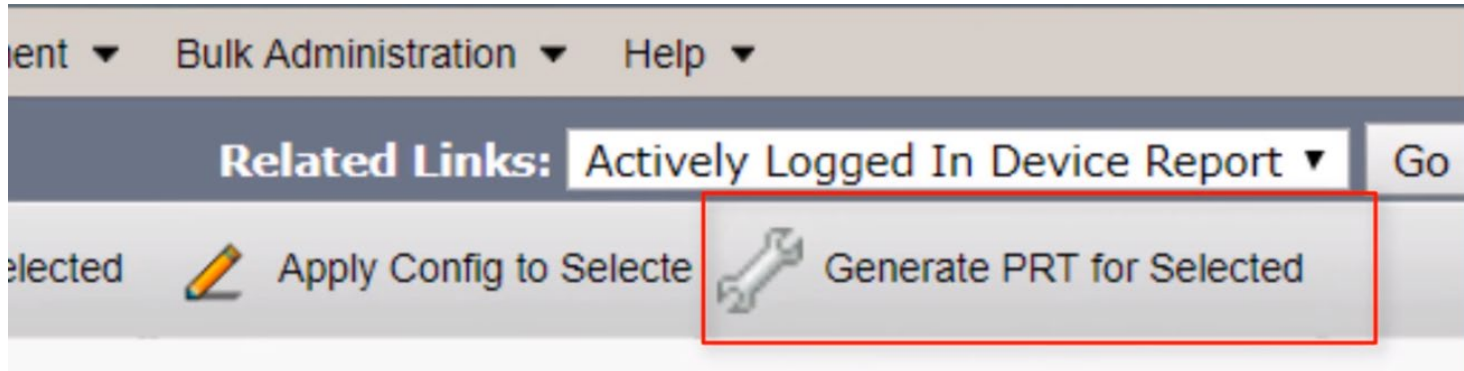 ent Bulk Administration Help
Related Links: Actively Logged In Device Report Go
elected Apply Config to Selecte Generate PRT for Selected